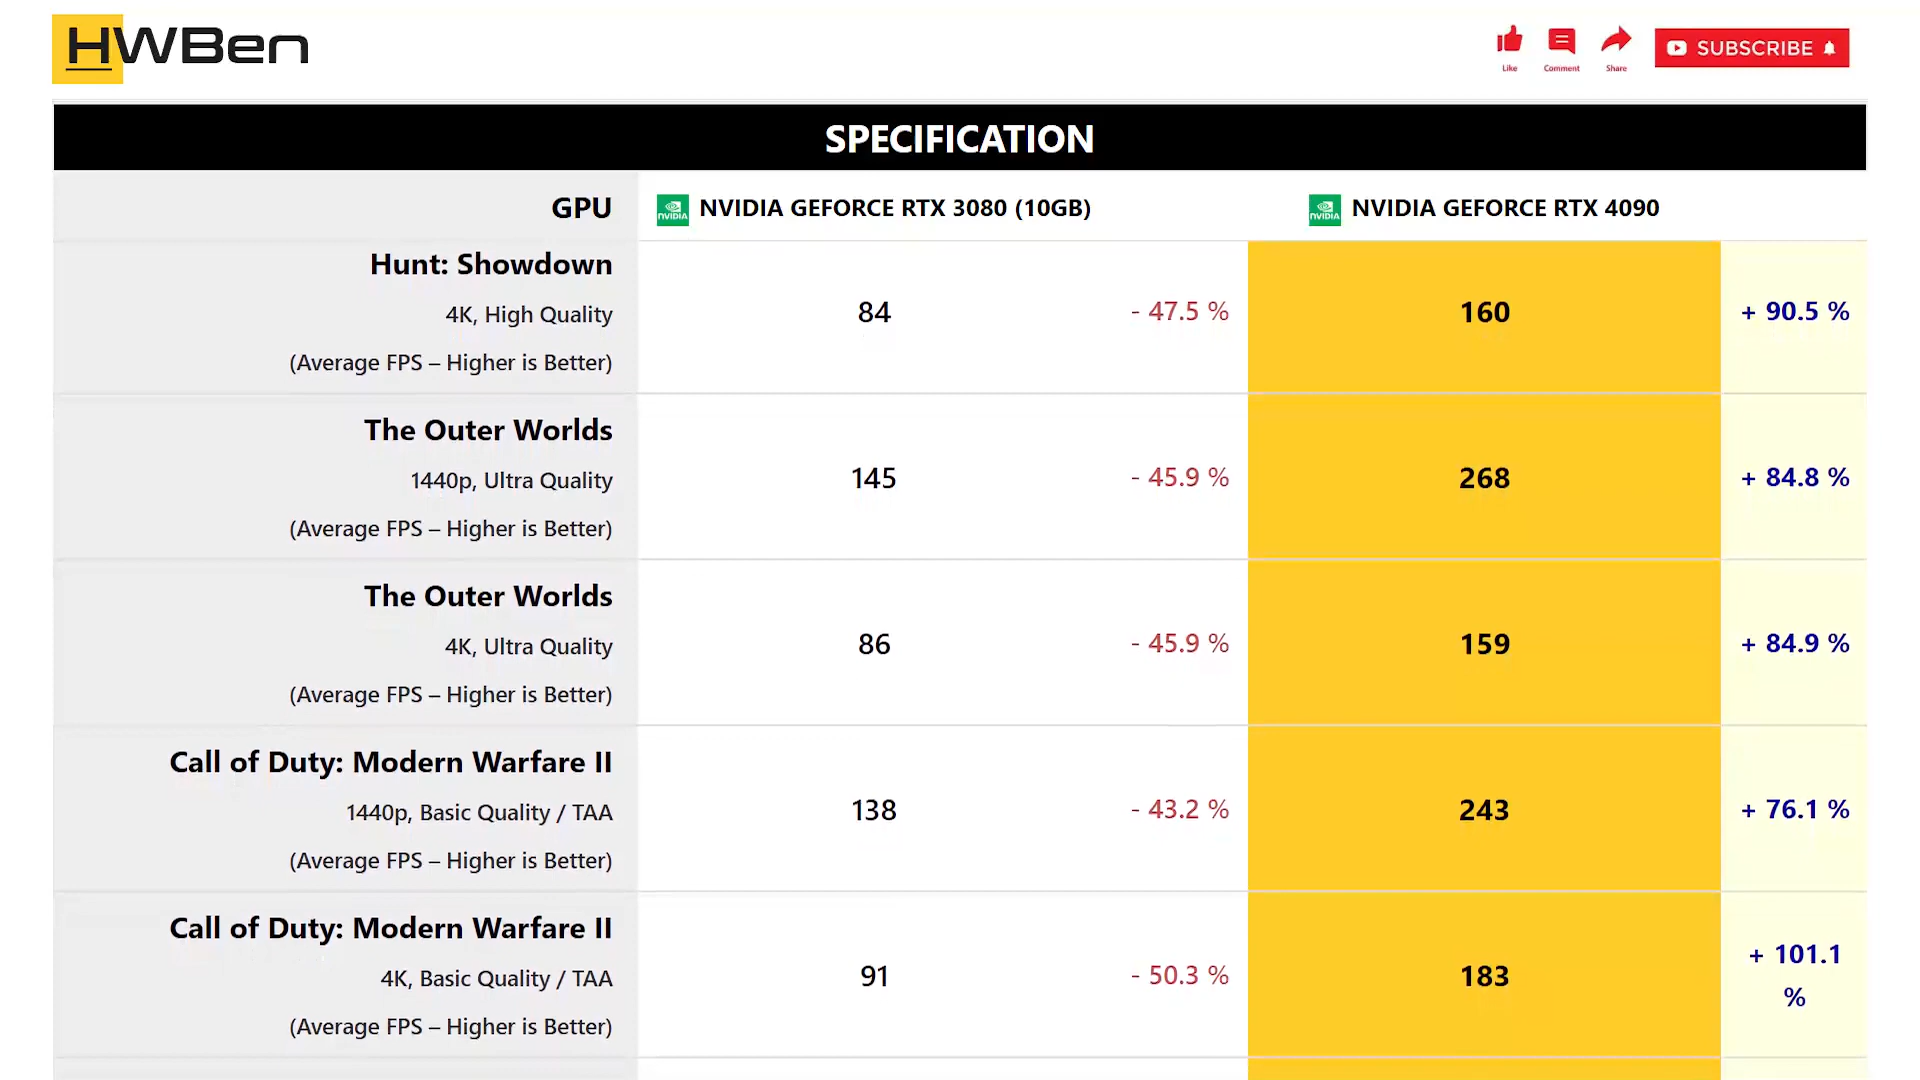 HWBen
Like
Comment
Share
SUBSCRIBE
SPECIFICATION
GPU
NVIDIA
NVIDIA GEFORCE RTX 3080 (10GB)
NVIDIA
NVIDIA GEFORCE RTX 4090
Hunt: Showdown
4K, High Quality
(Average FPS – Higher is Better)
84
- 47.5 %
160
+ 90.5 %
The Outer Worlds
1440p, Ultra Quality
(Average FPS – Higher is Better)
145
- 45.9 %
268
+ 84.8 %
The Outer Worlds
4K, Ultra Quality
(Average FPS – Higher is Better)
86
- 45.9 %
159
+ 84.9 %
Call of Duty: Modern Warfare II
1440p, Basic Quality / TAA
(Average FPS – Higher is Better)
138
- 43.2 %
243
+ 76.1 %
Call of Duty: Modern Warfare II
4K, Basic Quality / TAA
(Average FPS – Higher is Better)
91
- 50.3 %
183
+ 101.1
%